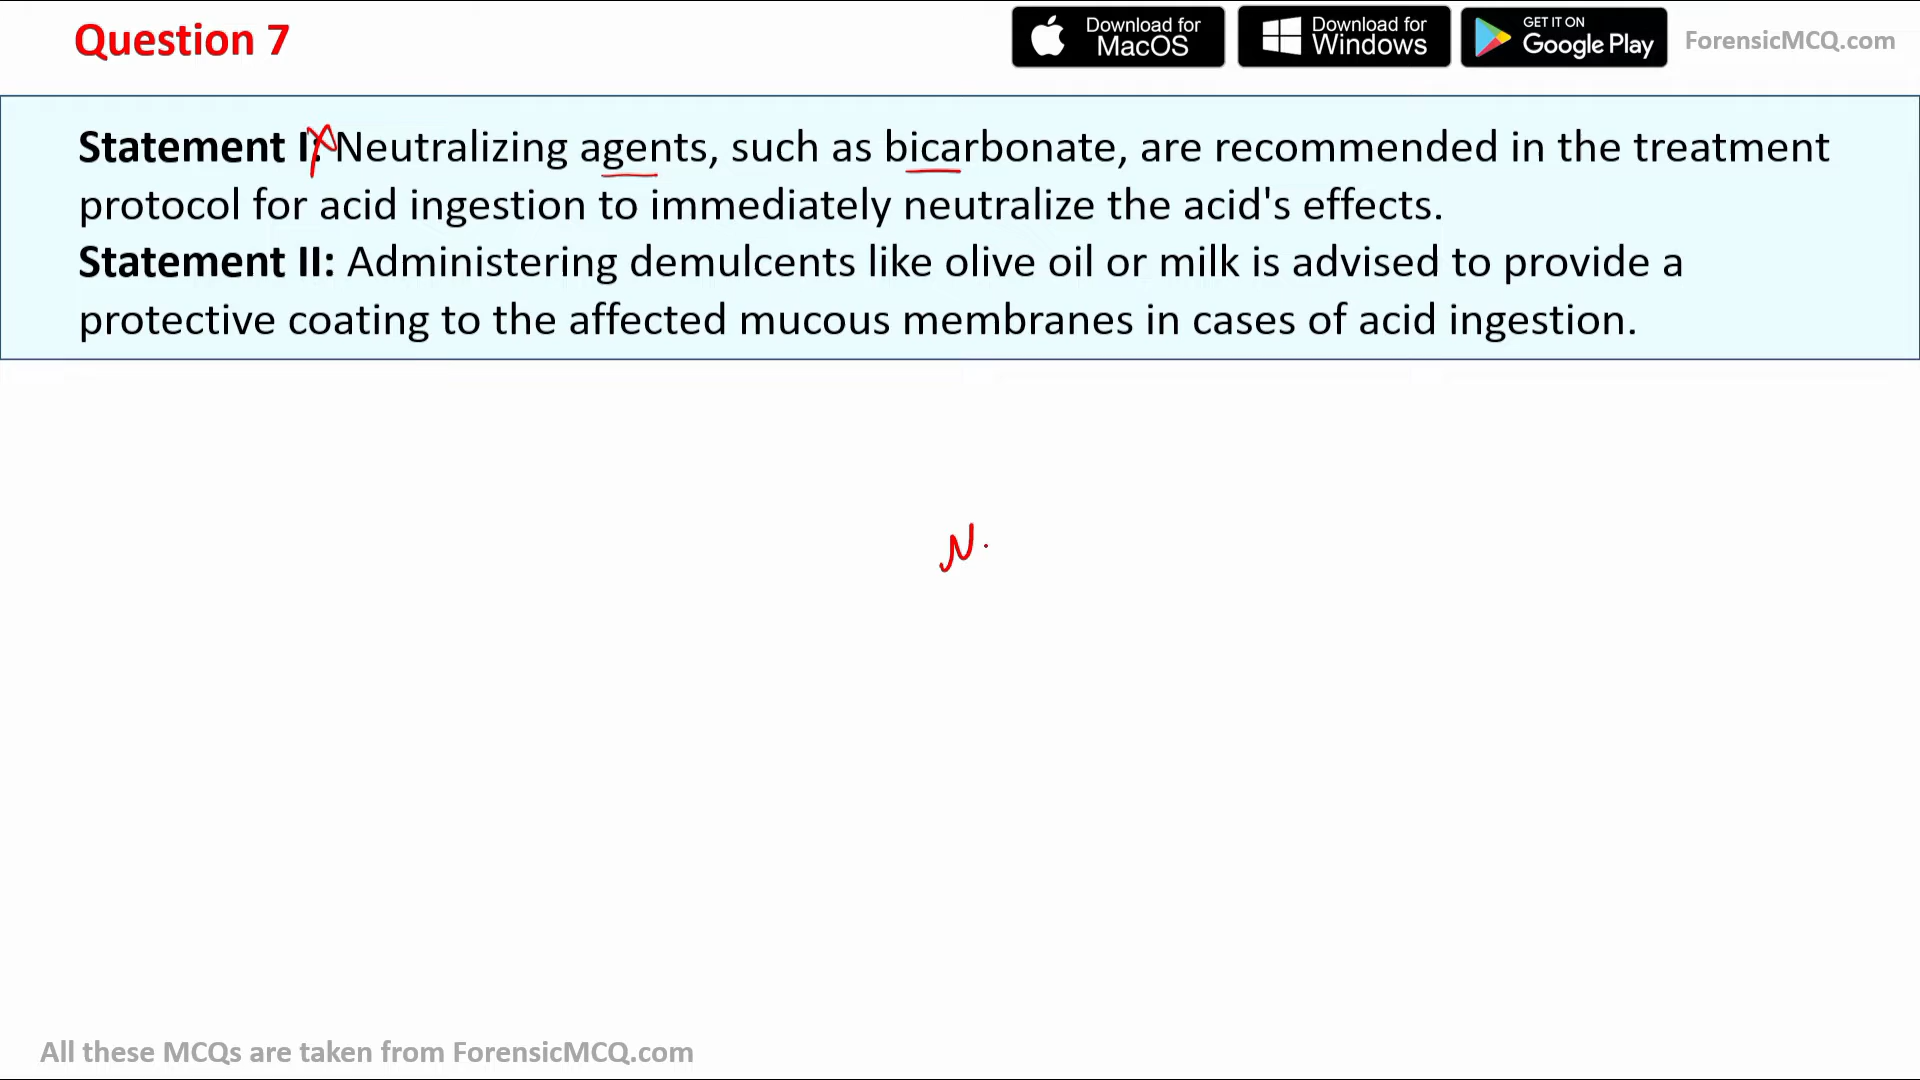 Question 7
Download for
MacOS
Download for
Windows
GET IT ON
Google Play
ForensicMCQ.com
Statement I: Neutralizing agents, such as bicarbonate, are recommended in the treatment
protocol for acid ingestion to immediately neutralize the acid's effects.
Statement II: Administering demulcents like olive oil or milk is advised to provide a
protective coating to the affected mucous membranes in cases of acid ingestion.
N
All these MCQs are taken from ForensicMCQ.com